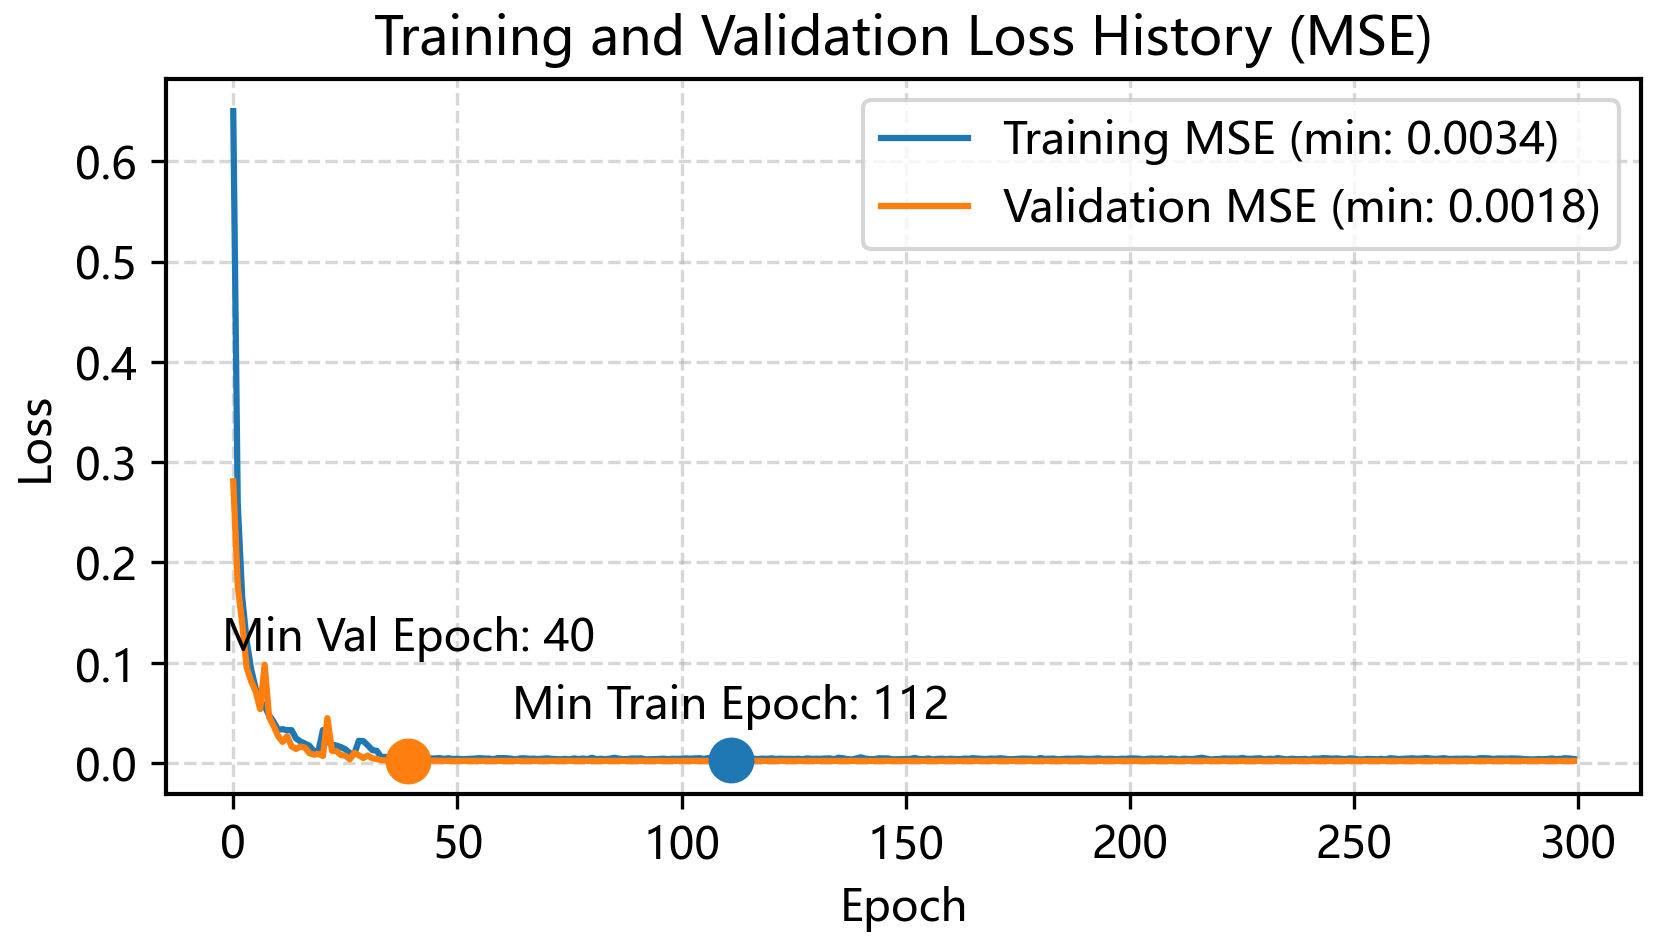 Training and Validation Loss History (MSE)
Training MSE (min: 0.0034)
Validation MSE (min: 0.0018)
Loss
0.6
0.5
0.4
0.3
0.2
0.1
0.0
Min Val Epoch: 40
Min Train Epoch: 112
0 50 100 150 200 250 300
Epoch